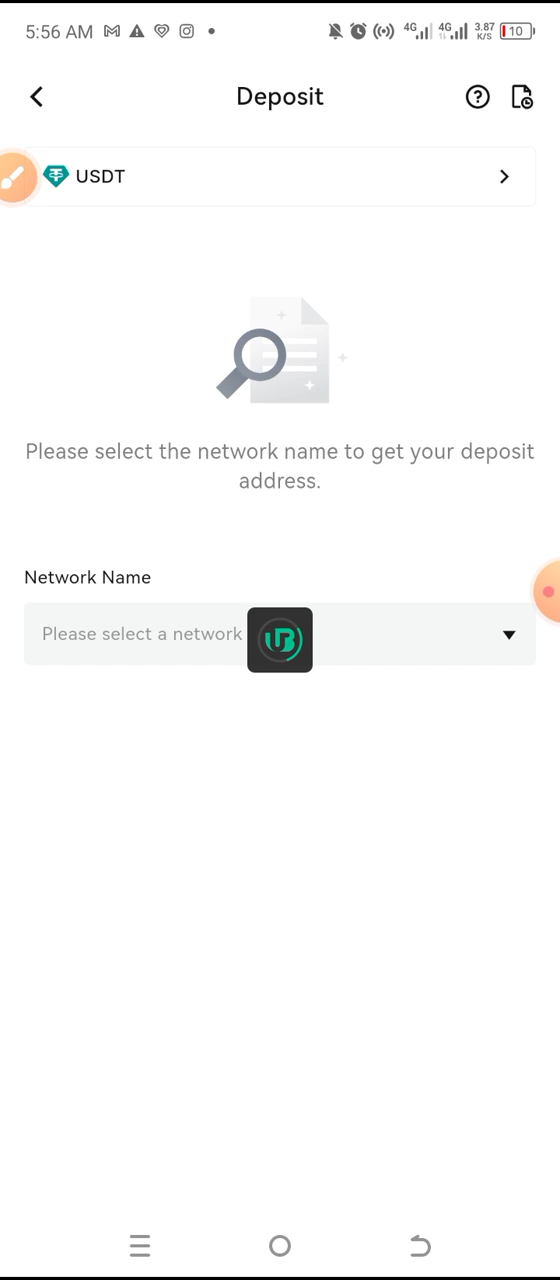 5:56 AM
4G 4G 3.87 K/S 10
Deposit
USDT
Please select the network name to get your deposit
address.
Network Name
Please select a network